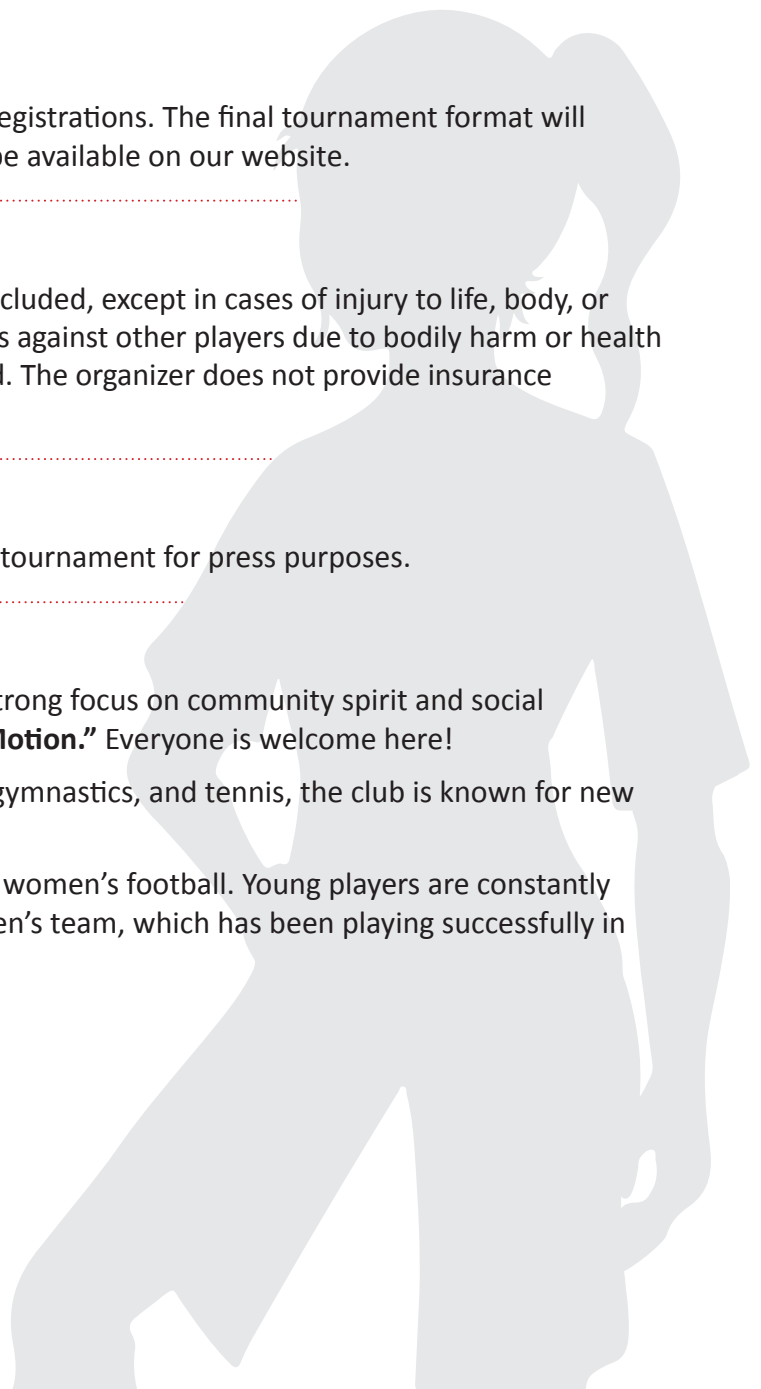 egistrations. The final tournament format will
be available on our website.
cluded, except in cases of injury to life, body, or
s against other players due to bodily harm or health
d. The organizer does not provide insurance
tournament for press purposes.
trong focus on community spirit and social
Motion.” Everyone is welcome here!
gymnastics, and tennis, the club is known for new
women’s football. Young players are constantly
en’s team, which has been playing successfully in